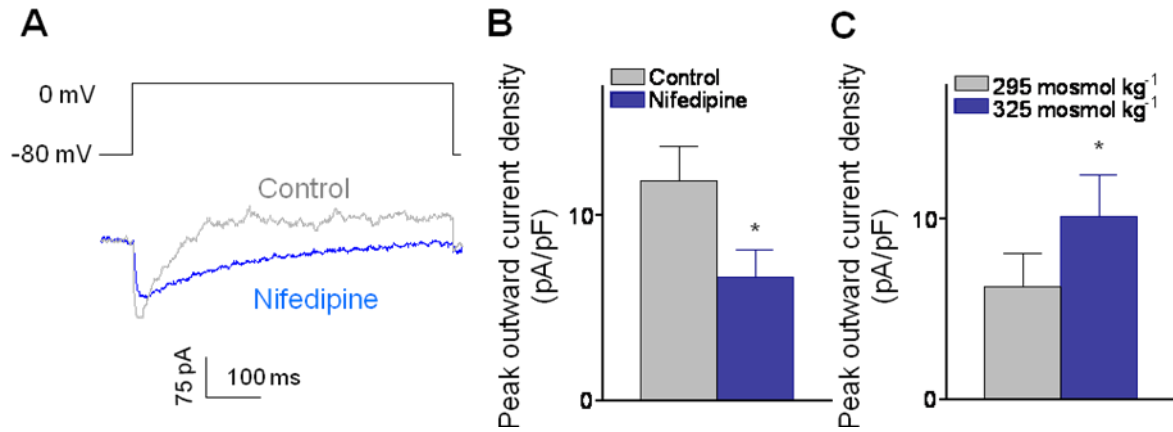 A
0 mV
-80 mV
Control
Nifedipine
75 pA
100 ms
B
Peak outward current density
(pA/pF)
Control
Nifedipine
10
*
0
C
Peak outward current density
(pA/pF)
295 mosmol kg⁻¹
325 mosmol kg⁻¹
10
*
0